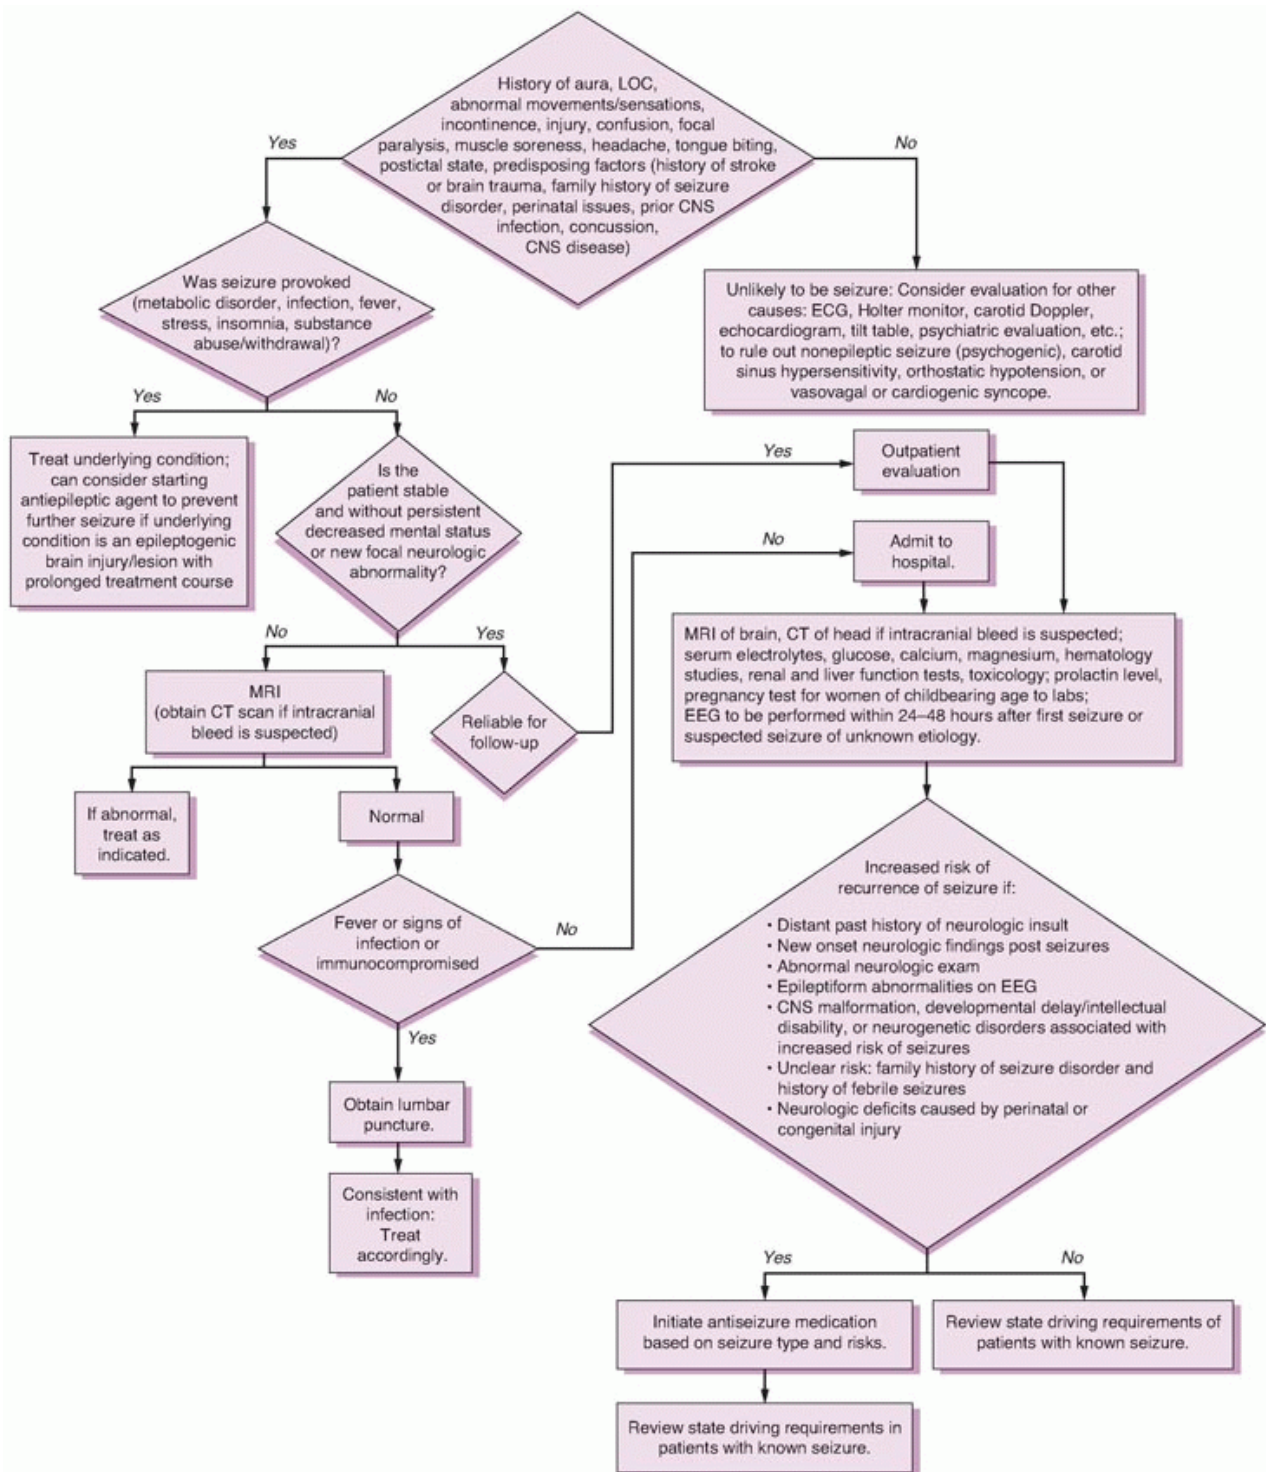 History of aura, LOC,
abnormal movements/sensations,
incontinence, injury, confusion, focal
paralysis, muscle soreness, headache, tongue biting,
postictal state, predisposing factors (history of stroke
or brain trauma, family history of seizure
disorder, perinatal issues, prior CNS
infection, concussion,
CNS disease)
Yes
No
Was seizure provoked
(metabolic disorder, infection, fever,
stress, insomnia, substance
abuse/withdrawal)?
Unlikely to be seizure: Consider evaluation for other
causes: ECG, Holter monitor, carotid Doppler,
echocardiogram, tilt table, psychiatric evaluation, etc.;
to rule out nonepileptic seizure (psychogenic), carotid
sinus hypersensitivity, orthostatic hypotension, or
vasovagal or cardiogenic syncope.
Yes
No
Treat underlying condition;
can consider starting
antiepileptic agent to prevent
further seizure if underlying
condition is an epileptogenic
brain injury/lesion with
prolonged treatment course
Is the
patient stable
and without persistent
decreased mental status
or new focal neurologic
abnormality?
Yes
Outpatient
evaluation
No
Admit to
hospital.
No
Yes
MRI
(obtain CT scan if intracranial
bleed is suspected)
Reliable for
follow-up
MRI of brain, CT of head if intracranial bleed is suspected;
serum electrolytes, glucose, calcium, magnesium, hematology
studies, renal and liver function tests, toxicology; prolactin level,
pregnancy test for women of childbearing age to labs;
EEG to be performed within 24–48 hours after first seizure or
suspected seizure of unknown etiology.
If abnormal,
treat as
indicated.
Normal
Fever or signs of
infection or
immunocompromised
No
Yes
Obtain lumbar
puncture.
Consistent with
infection:
Treat
accordingly.
Increased risk of
recurrence of seizure if:
• Distant past history of neurologic insult
• New onset neurologic findings post seizures
• Abnormal neurologic exam
• Epileptiform abnormalities on EEG
• CNS malformation, developmental delay/intellectual
disability, or neurogenetic disorders associated with
increased risk of seizures
• Unclear risk: family history of seizure disorder and
history of febrile seizures
• Neurologic deficits caused by perinatal or
congenital injury
Yes
No
Initiate antiseizure medication
based on seizure type and risks.
Review state driving requirements of
patients with known seizure.
Review state driving requirements in
patients with known seizure.